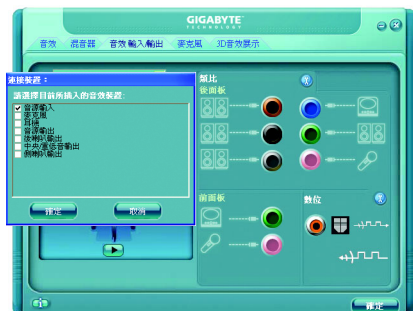 GIGABYTE™
TECHNOLOGY
音效 混音器 音效 輸入/輸出 麥克風 3D音效展示
連接裝置：
請選擇目前所插入的音效裝置:
音源輸入
麥克風
耳機
音源輸出
後喇叭輸出
中央/重低音輸出
側喇叭輸出
確定 取消
類比
後面板
前面板
數位
確定